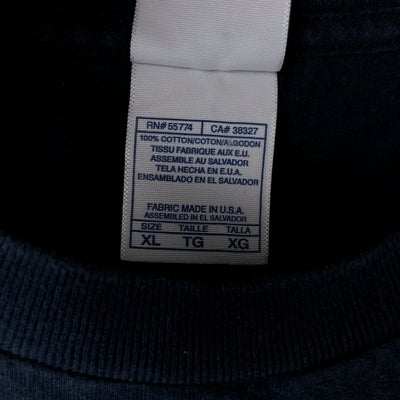 RN# 55774 CA# 38327
100% COTTON/COTON/ALGODON
TISSU FABRIQUE AUX E.U.
ASSEMBLE AU SALVADOR
TELA HECHA EN E.U.A.
ENSAMBLADO EN EL SALVADOR
FABRIC MADE IN U.S.A.
ASSEMBLED IN EL SALVADOR
SIZE TAILLE TALLA
XL TG XG